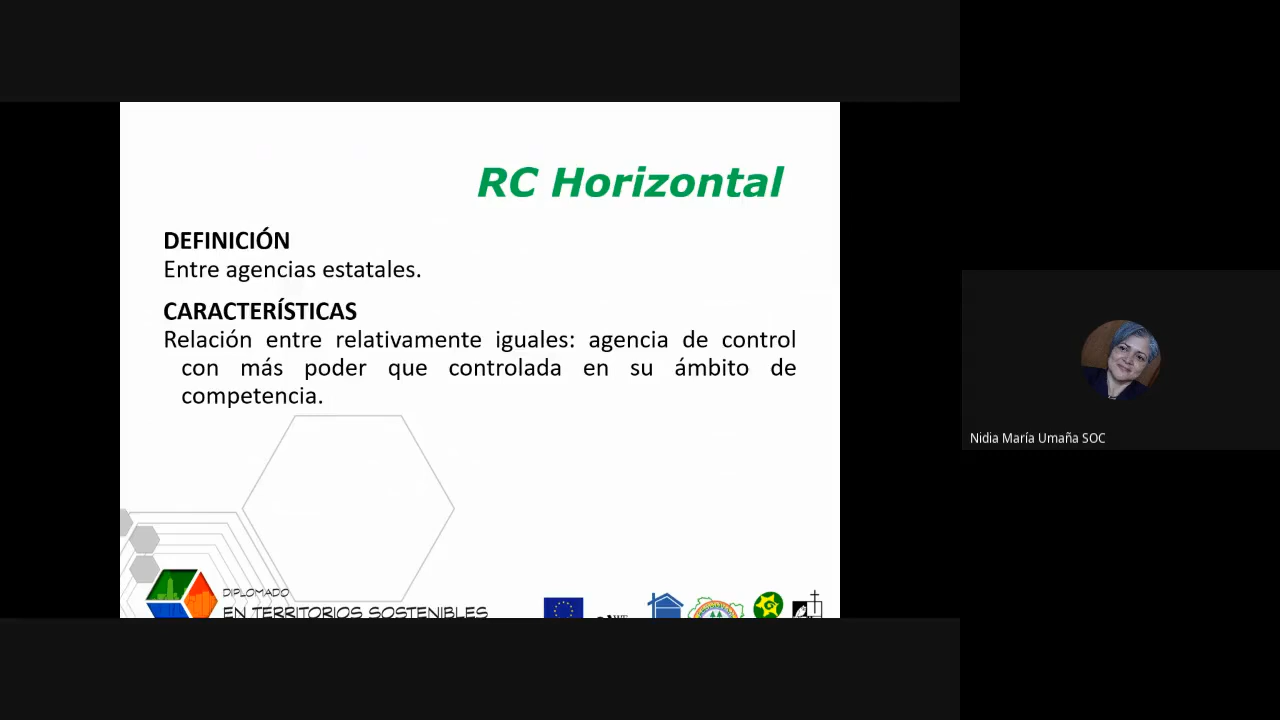 RC Horizontal
DEFINICIÓN
Entre agencias estatales.
CARACTERÍSTICAS
Relación entre relativamente iguales: agencia de control
con más poder que controlada en su ámbito de
competencia.
DIPLOMADO
EN TERRITORIOS SOSTENIBLES
Nidia María Umaña SOC